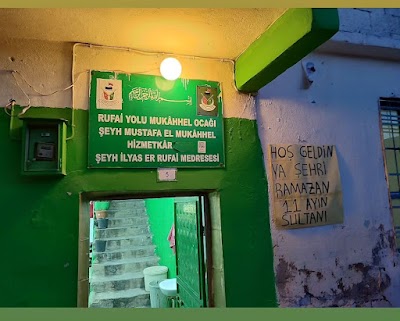 RUFAİ YOLU MUKÂHHEL OCAĞI
ŞEYH MUSTAFA EL MUKÂHHEL
HİZMETKÂR
ŞEYH İLYAS ER RUFAİ MEDRESESİ
5
HOŞ GELDİN
YA ŞEHRİ
RAMAZAN
11 AYIN
SULTANI